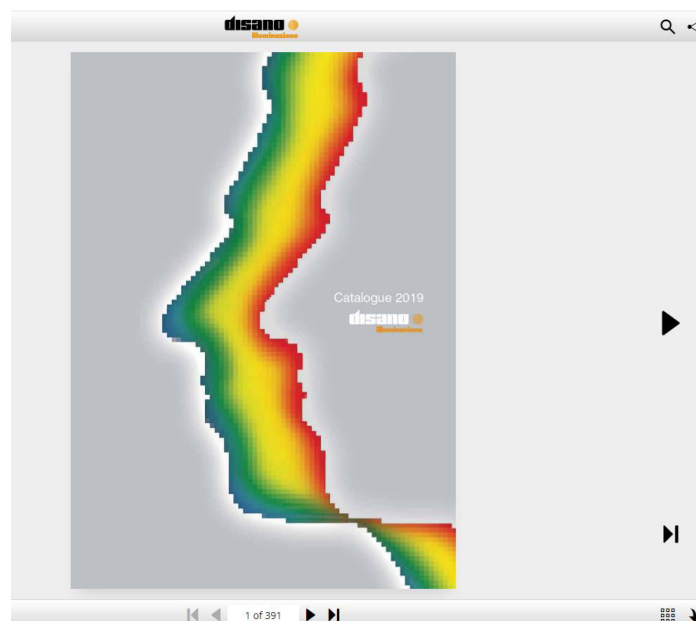 disano
illuminazione
Catalogue 2019
disano
illuminazione
1 of 391